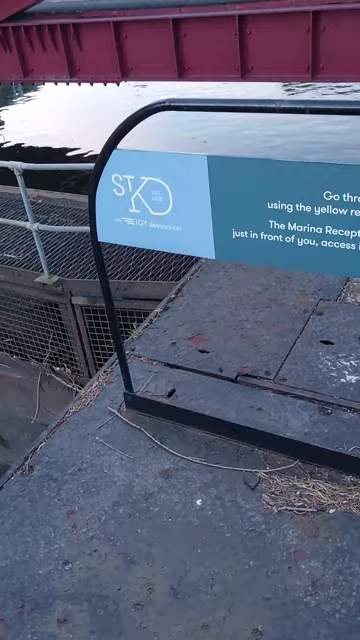 ST KD
EST
1828
an IGY destination
Go thro
using the yellow r
The Marina Recept
just in front of you, access i